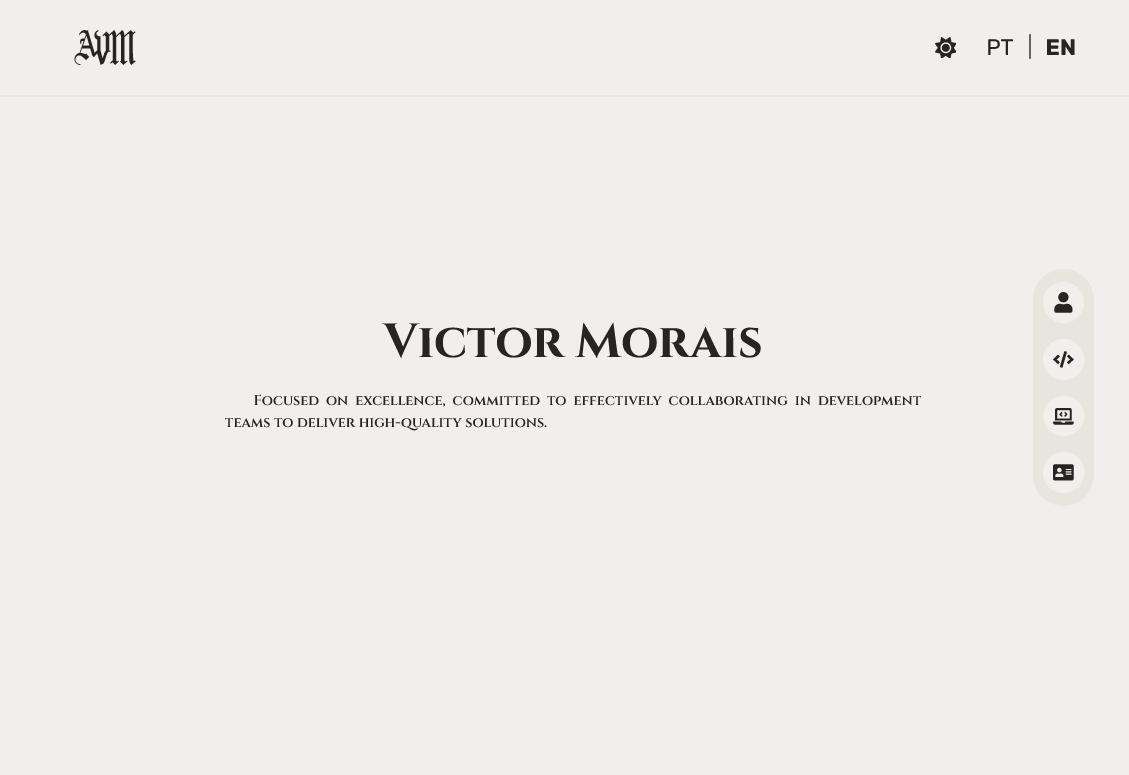 AVM
PT | EN
Victor Morais
Focused on excellence, committed to effectively collaborating in development
teams to deliver high-quality solutions.